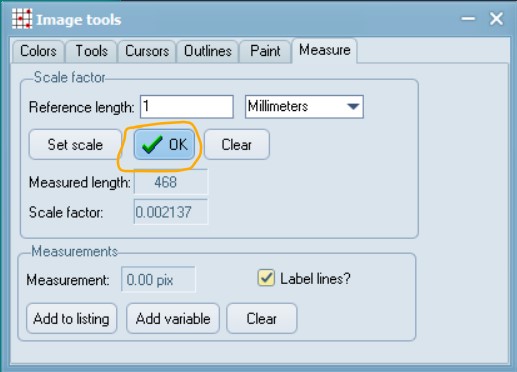 Image tools
Colors Tools Cursors Outlines Paint Measure
Scale factor
Reference length: 1 Millimeters
Set scale OK Clear
Measured length: 468
Scale factor: 0.002137
Measurements
Measurement: 0.00 pix Label lines?
Add to listing Add variable Clear